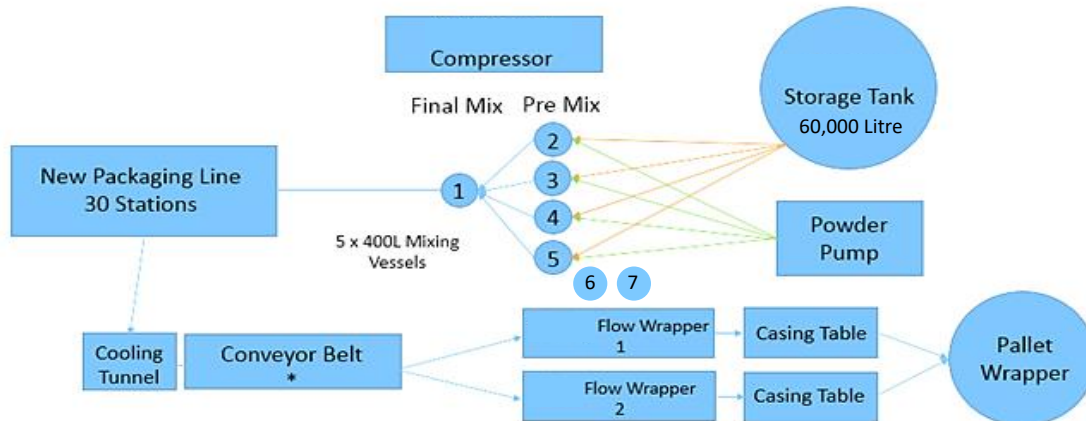 Compressor
Final Mix
Pre Mix
Storage Tank
60,000 Litre
New Packaging Line
30 Stations
1
2
3
4
5
5 x 400L Mixing
Vessels
Powder
Pump
6
7
Cooling
Tunnel
Conveyor Belt
*
Flow Wrapper
1
Casing Table
Flow Wrapper
2
Casing Table
Pallet
Wrapper